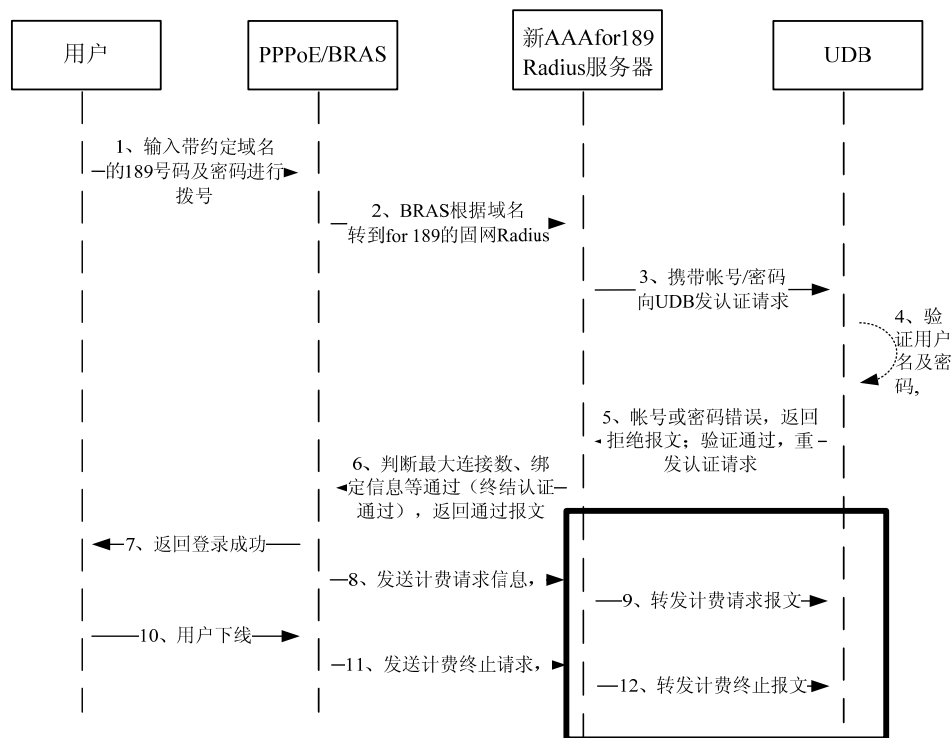 用户
PPPoE/BRAS
新AAAfor189
Radius服务器
UDB
1、输入带约定域名
的189号码及密码进行
拨号
2、BRAS根据域名
转到for 189的固网Radius
3、携带帐号/密码
向UDB发认证请求
4、验
证用户
名及密
码,
5、帐号或密码错误，返回
拒绝报文；验证通过，重
发认证请求
6、判断最大连接数、绑
定信息等通过（终结认证
通过），返回通过报文
7、返回登录成功
8、发送计费请求信息,
9、转发计费请求报文
10、用户下线
11、发送计费终止请求,
12、转发计费终止报文